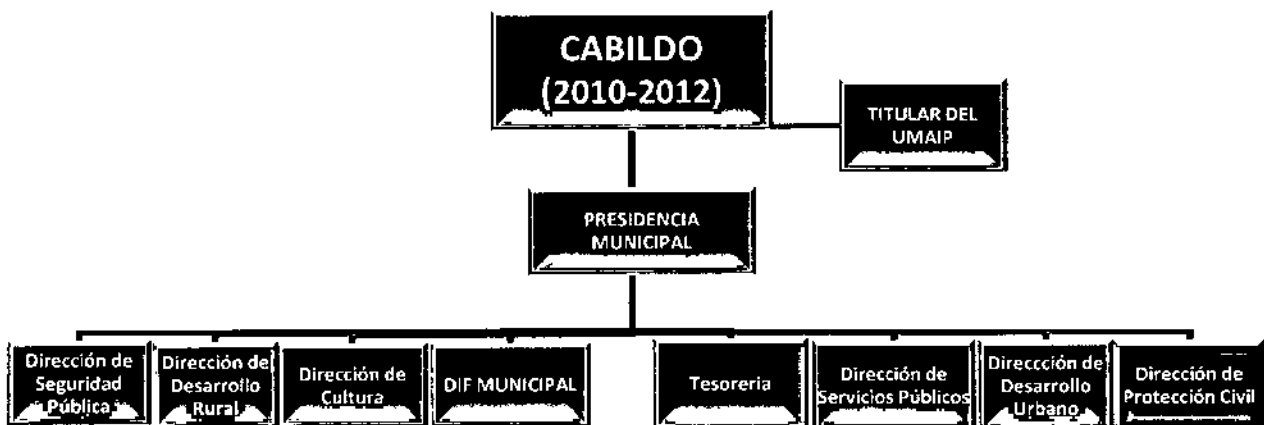 CABILDO
(2010-2012)
TITULAR DEL
UMAIP
PRESIDENCIA
MUNICIPAL
Dirección de
Seguridad
Pública
Dirección de
Desarrollo
Rural
Dirección de
Cultura
DIF MUNICIPAL
Tesoreria
Dirección de
Servicios Públicos
Direccción de
Desarrollo
Urbano
Dirección de
Protección Civil